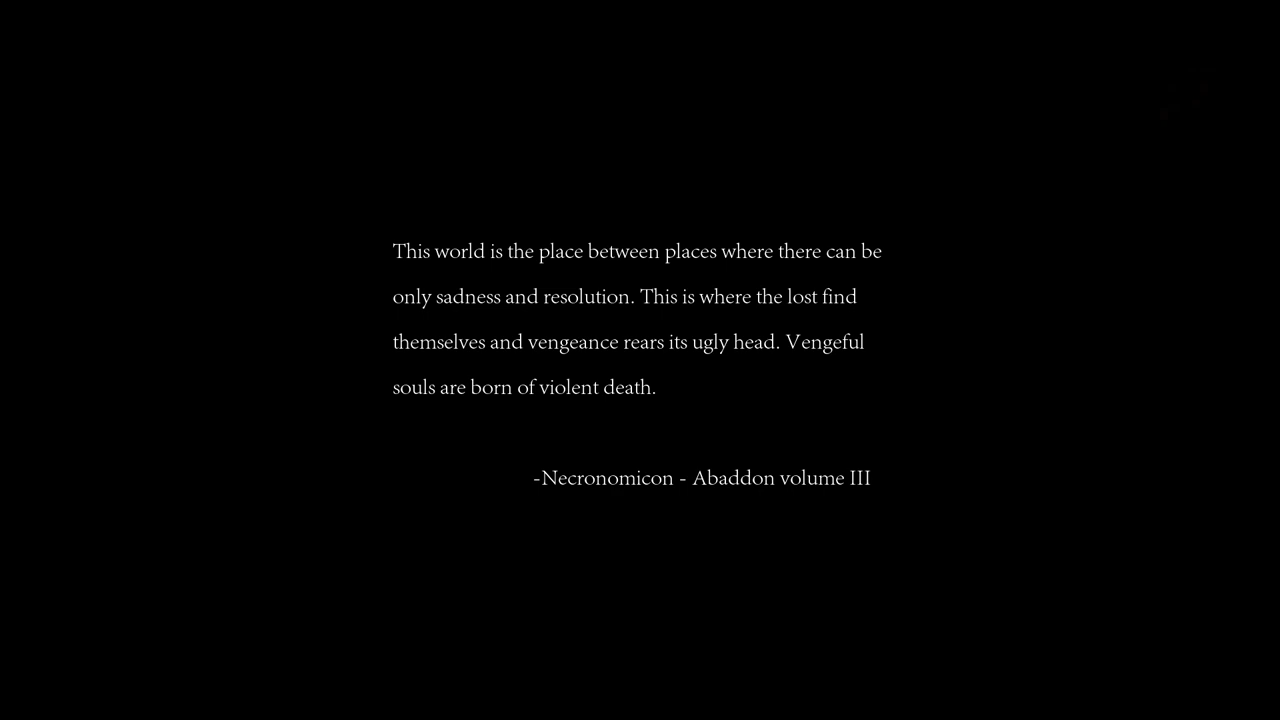 This world is the place between places where there can be
only sadness and resolution. This is where the lost find
themselves and vengeance rears its ugly head. Vengeful
souls are born of violent death.
-Necronomicon - Abaddon volume III